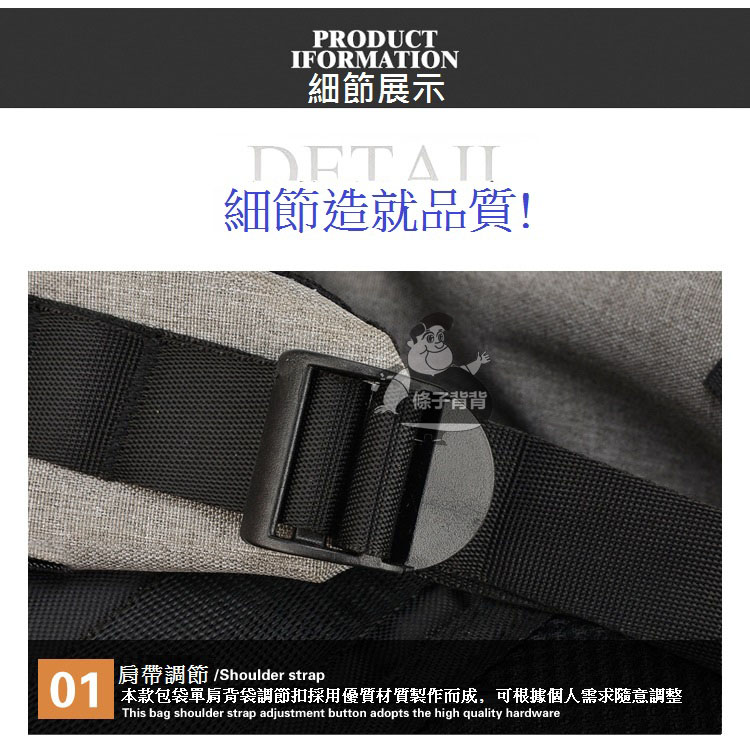 PRODUCT
IFORMATION
細節展示
DETAIL
細節造就品質!
條子背背
01
肩帶調節 /Shoulder strap
本款包袋單肩背袋調節扣採用優質材質製作而成，可根據個人需求隨意調整
This bag shoulder strap adjustment button adopts the high quality hardware